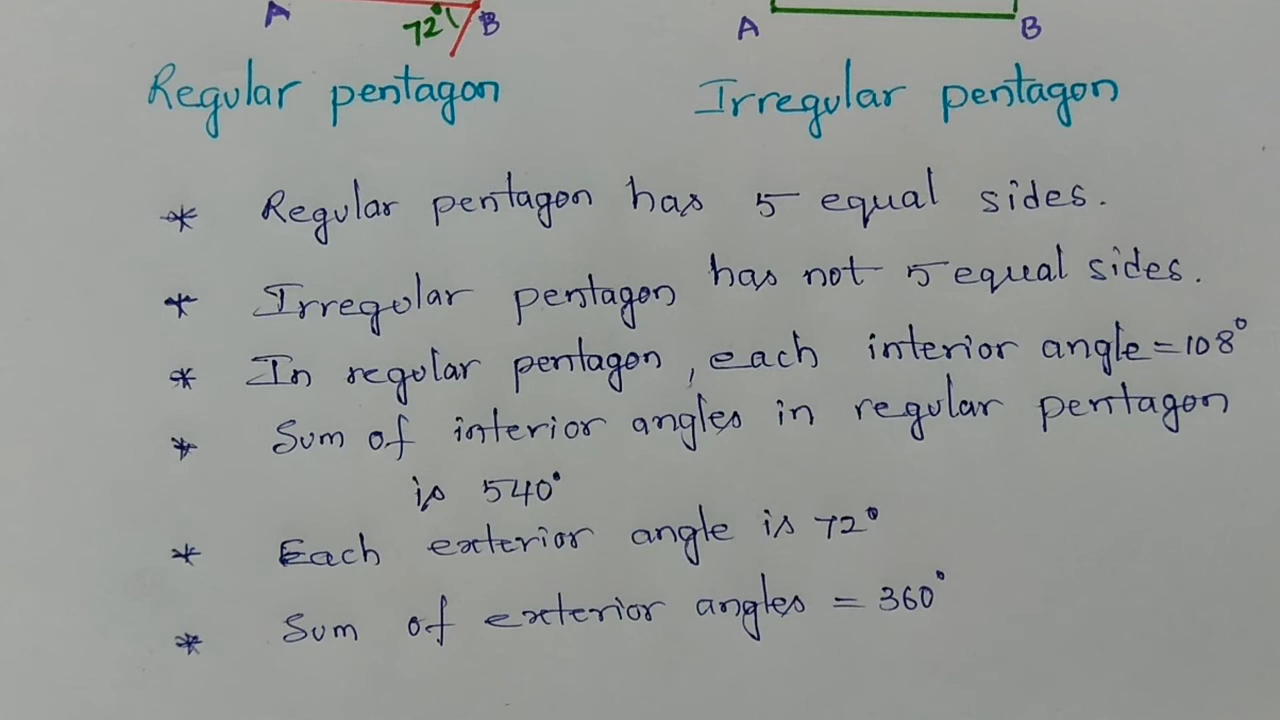 A 72° B A B
Regular pentagon Irregular pentagon
* Regular pentagon has 5 equal sides.
* Irregular pentagon has not 5 equal sides.
* In regular pentagon, each interior angle = 108°
* Sum of interior angles in regular pentagon
is 540°
* Each exterior angle is 72°
* Sum of exterior angles = 360°